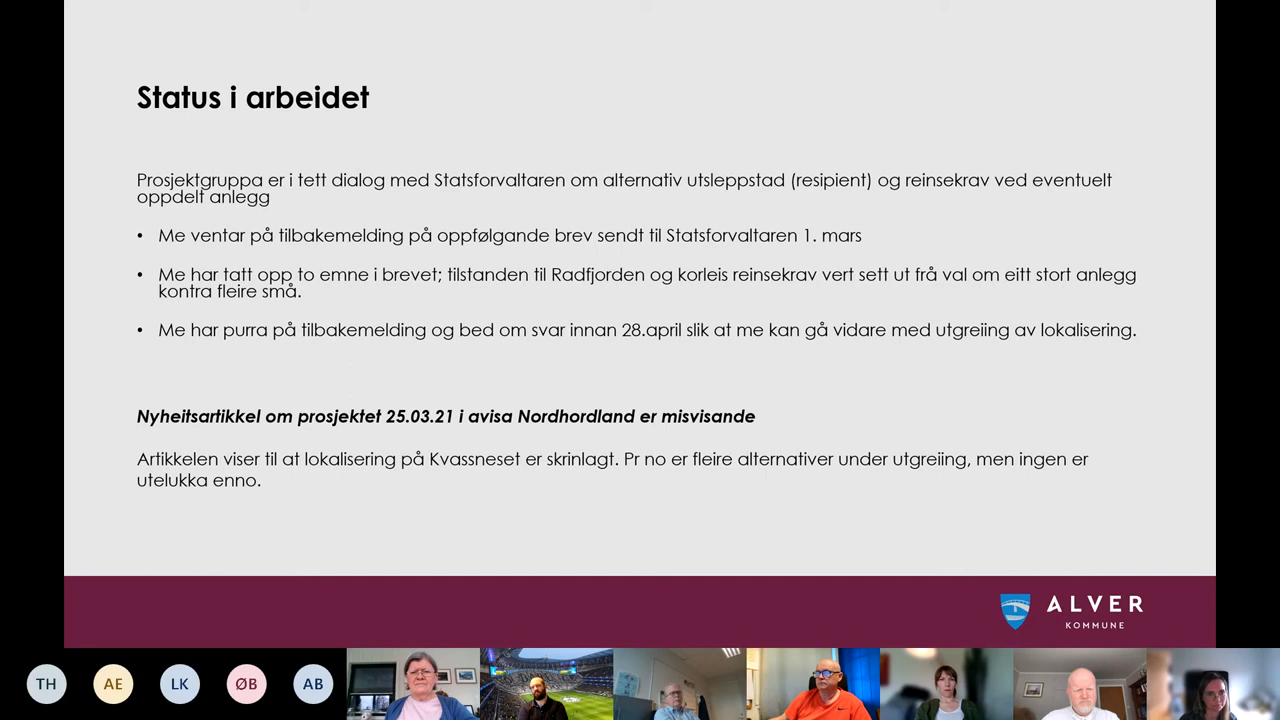 Status i arbeidet
Prosjektgruppa er i tett dialog med Statsforvaltaren om alternativ utsleppstad (resipient) og reinsekrav ved eventuelt
oppdelt anlegg
• Me ventar på tilbakemelding på oppfølgande brev sendt til Statsforvaltaren 1. mars
• Me har tatt opp to emne i brevet; tilstanden til Radfjorden og korleis reinsekrav vert sett ut frå val om eitt stort anlegg
kontra fleire små.
• Me har purra på tilbakemelding og bed om svar innan 28.april slik at me kan gå vidare med utgreiing av lokalisering.
Nyheitsartikkel om prosjektet 25.03.21 i avisa Nordhordland er misvisande
Artikkelen viser til at lokalisering på Kvassneset er skrinlagt. Pr no er fleire alternativer under utgreiing, men ingen er
utelukka enno.
ALVER
KOMMUNE
TH AE LK ØB AB